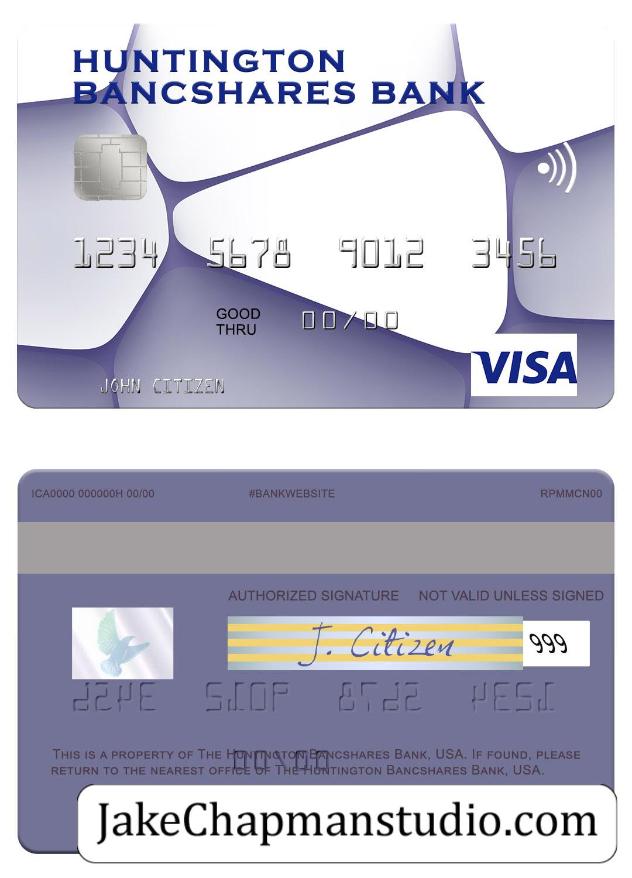 HUNTINGTON
BANCSHARES BANK
1234 5678 9012 3456
GOOD
THRU
00/00
JOHN CITIZEN
VISA
ICA0000 000000H 00/00 #BANKWEBSITE RPMMCN00
AUTHORIZED SIGNATURE NOT VALID UNLESS SIGNED
J. Citizen 999
THIS IS A PROPERTY OF THE HUNTINGTON BANCSHARES BANK, USA. IF FOUND, PLEASE
RETURN TO THE NEAREST OFFICE OF THE HUNTINGTON BANCSHARES BANK, USA.
JakeChapmanstudio.com